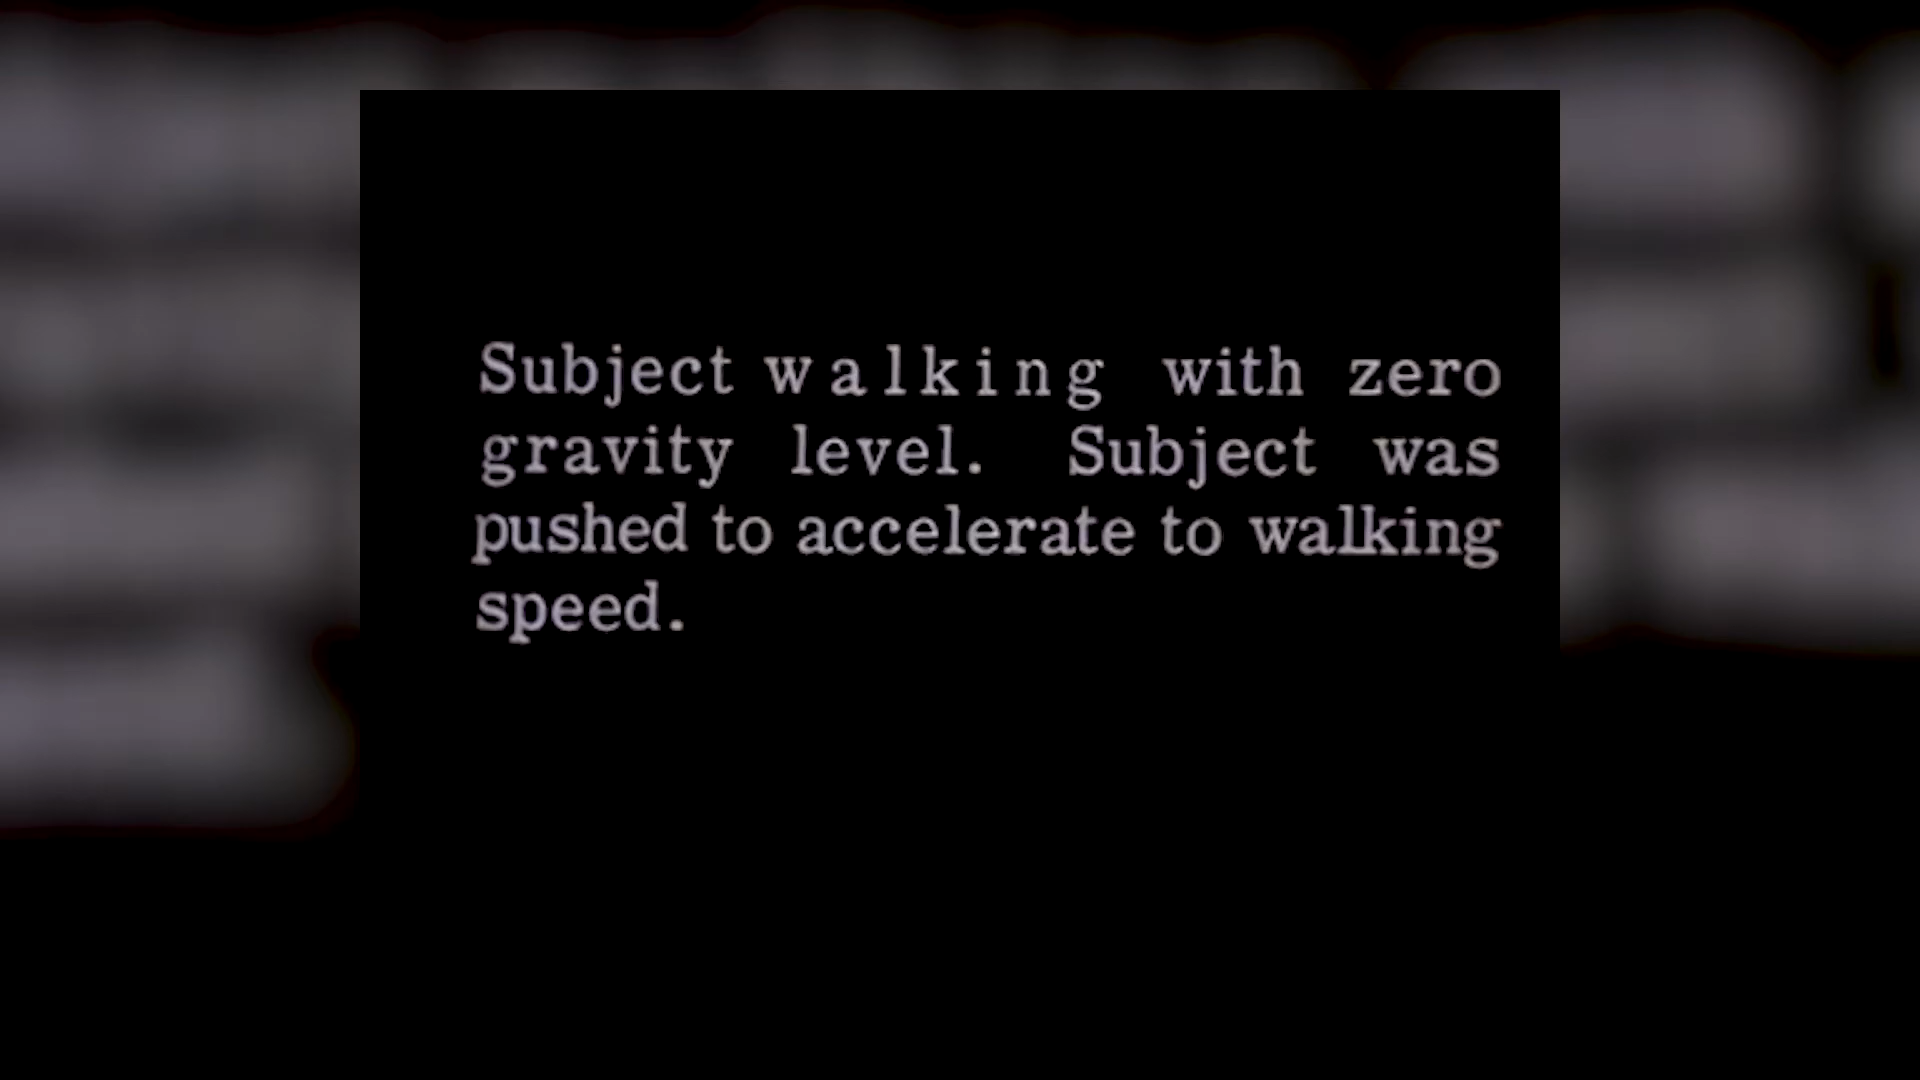 Subject walking with zero
gravity level. Subject was
pushed to accelerate to walking
speed.